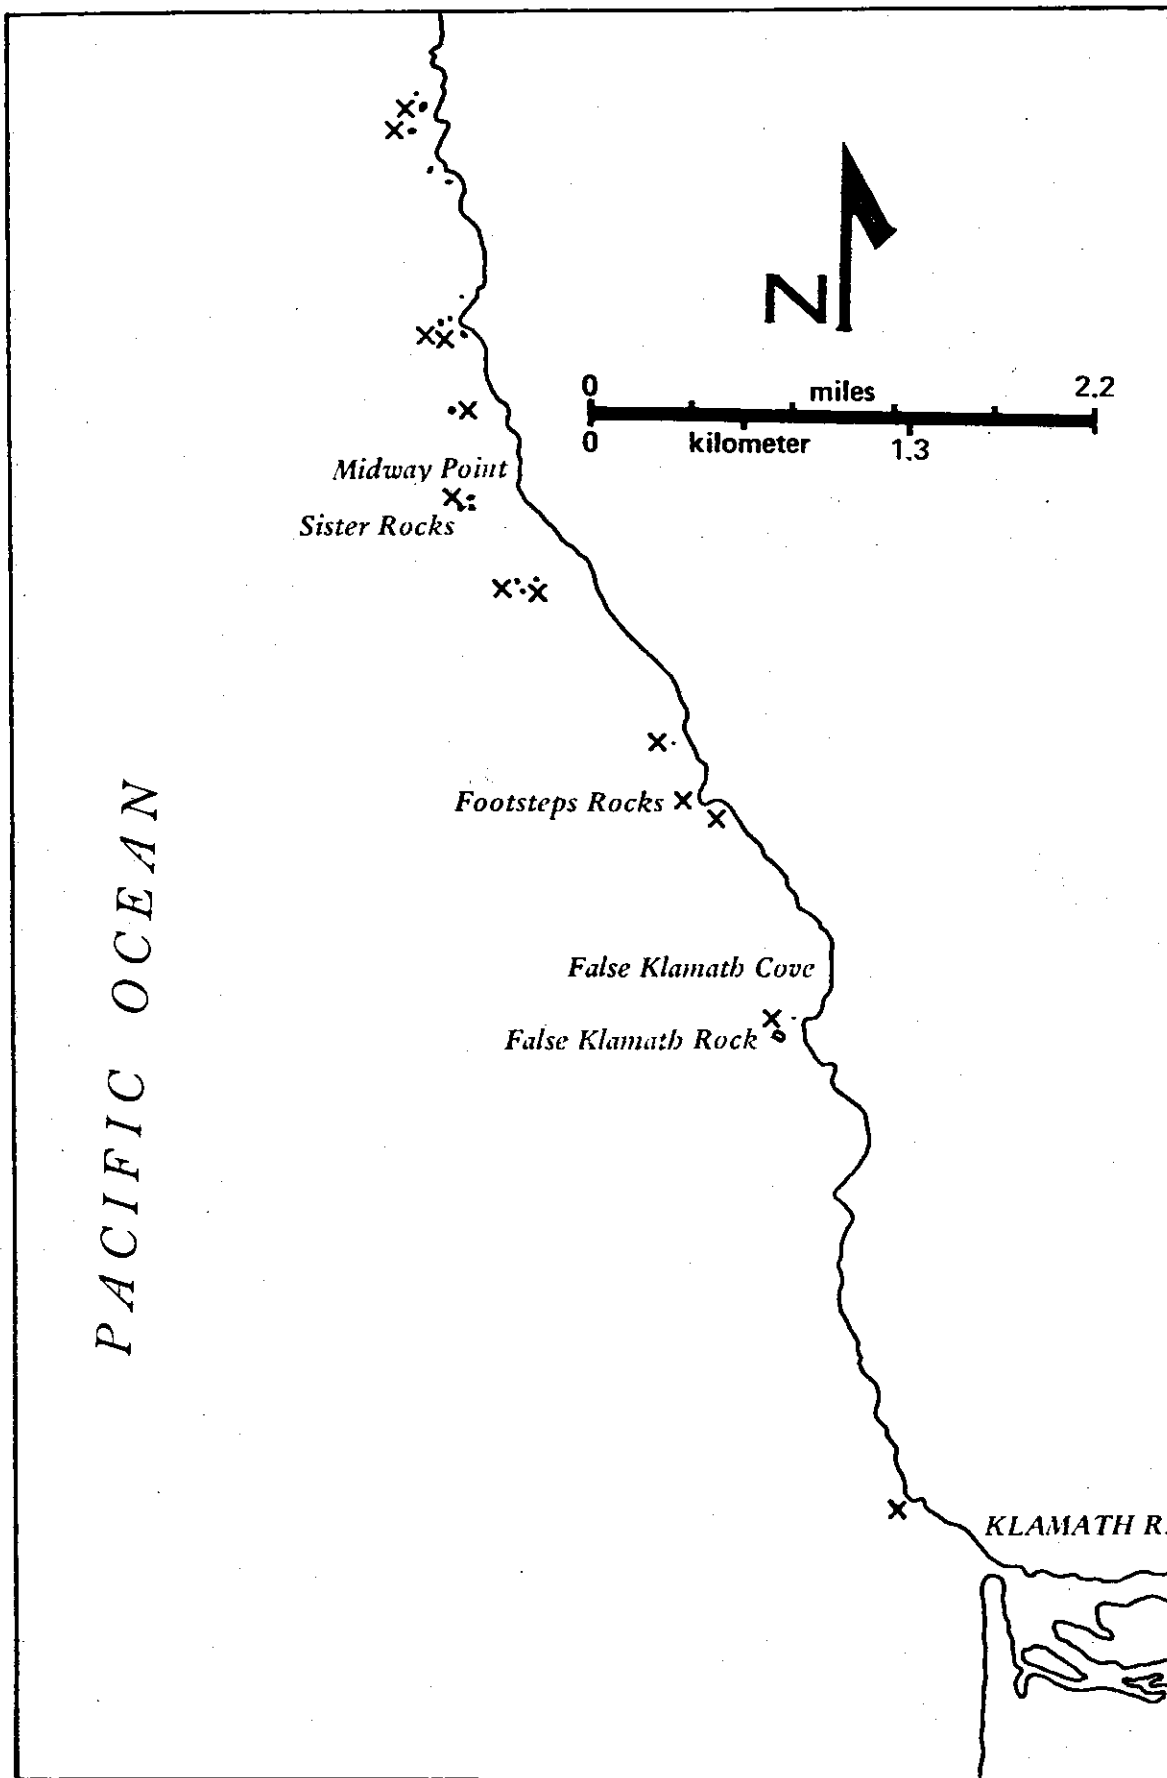 N
0 miles 2.2
0 kilometer 1.3
Midway Point
Sister Rocks
Footsteps Rocks
PACIFIC OCEAN
False Klamath Cove
False Klamath Rock
KLAMATH R.